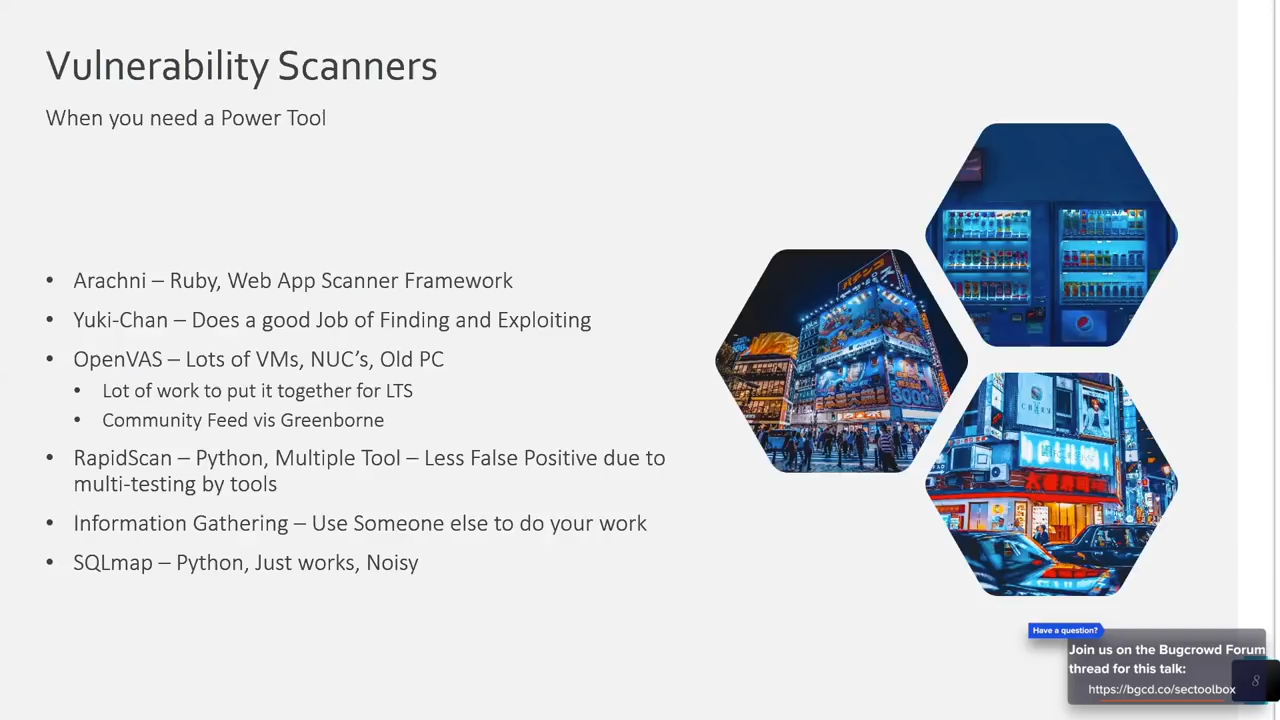 Vulnerability Scanners
When you need a Power Tool
• Arachni – Ruby, Web App Scanner Framework
• Yuki-Chan – Does a good Job of Finding and Exploiting
• OpenVAS – Lots of VMs, NUC’s, Old PC
• Lot of work to put it together for LTS
• Community Feed vis Greenborne
• RapidScan – Python, Multiple Tool – Less False Positive due to
multi-testing by tools
• Information Gathering – Use Someone else to do your work
• SQLmap – Python, Just works, Noisy
Have a question?
Join us on the Bugcrowd Forum
thread for this talk:
https://bgcd.co/sectoolbox
8